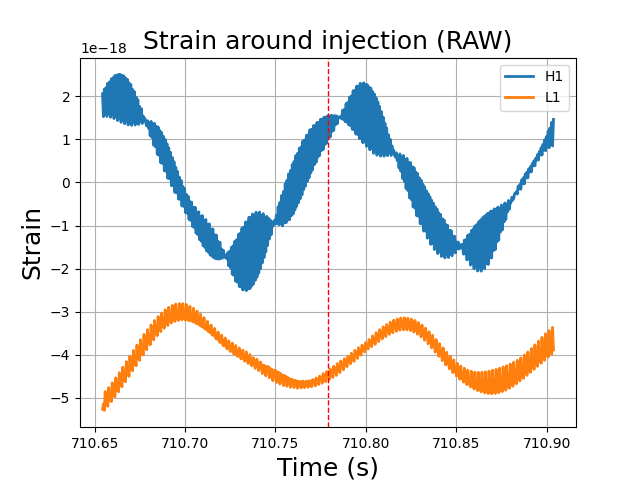 Strain around injection (RAW)
1e−18
H1
L1
2
1
0
−1
−2
−3
−4
−5
Strain
710.65 710.70 710.75 710.80 710.85 710.90
Time (s)